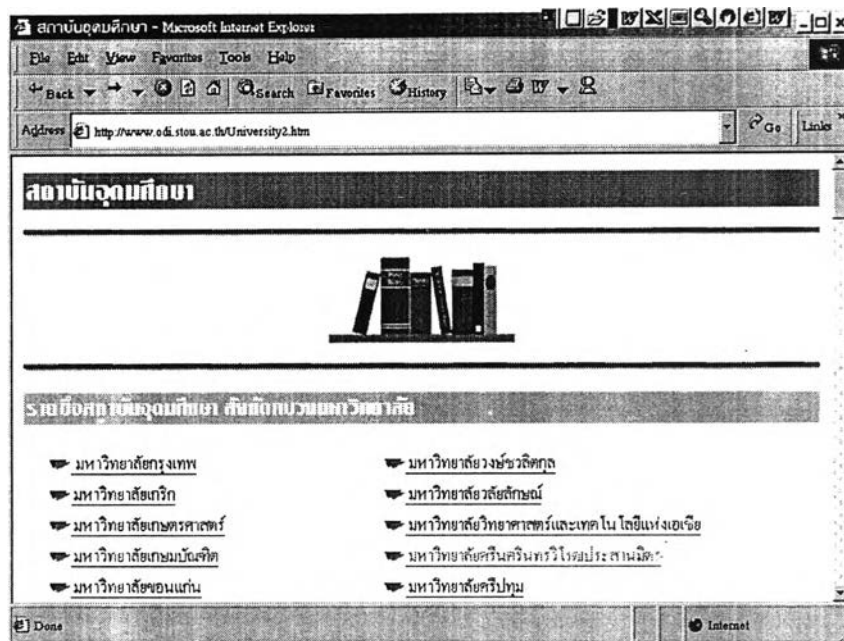 สถาบันอุดมศึกษา - Microsoft Internet Explorer
File Edit View Favorites Tools Help
Back Search Favorites History
Address http://www.odi.stou.ac.th/University2.htm Go Links
สถาบันอุดมศึกษา
รายชื่อสถาบันอุดมศึกษา สังกัดทบวงมหาวิทยาลัย
มหาวิทยาลัยกรุงเทพ
มหาวิทยาลัยเกริก
มหาวิทยาลัยเกษตรศาสตร์
มหาวิทยาลัยเกษมบัณฑิต
มหาวิทยาลัยขอนแก่น
มหาวิทยาลัยวงษ์ชวลิตกุล
มหาวิทยาลัยวลัยลักษณ์
มหาวิทยาลัยวิทยาศาสตร์และเทคโนโลยีแห่งเอเซีย
มหาวิทยาลัยศรีนครินทรวิโรฒประสานมิตร
มหาวิทยาลัยศรีปทุม
Done Internet